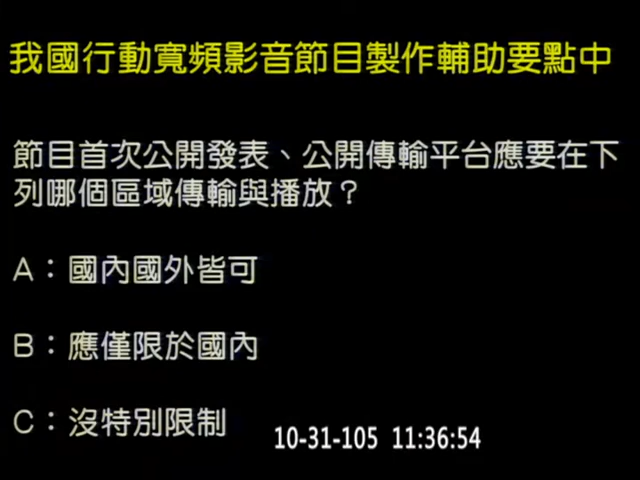 我國行動寬頻影音節目製作輔助要點中
節目首次公開發表、公開傳輸平台應要在下
列哪個區域傳輸與播放？
A：國內國外皆可
B：應僅限於國內
C：沒特別限制
10-31-105 11:36:54